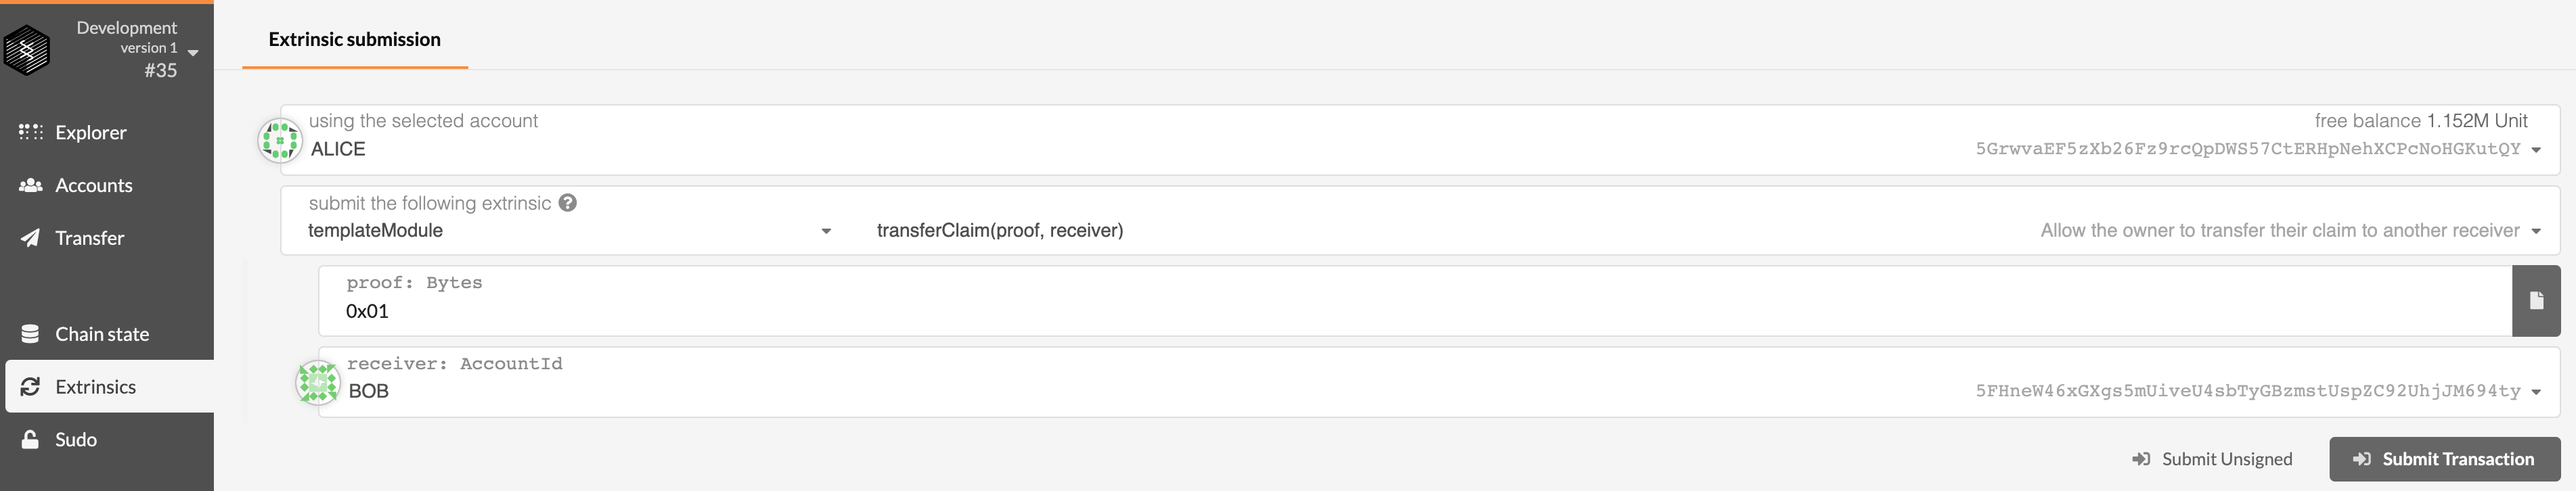 Development
version 1
#35
Explorer
Accounts
Transfer
Chain state
Extrinsics
Sudo
Extrinsic submission
using the selected account
free balance 1.152M Unit
ALICE
5GrwvaEF5zXb26Fz9rcQpDWS57CtERHpNehXCPcNoHGKutQY
submit the following extrinsic ?
templateModule
transferClaim(proof, receiver)
Allow the owner to transfer their claim to another receiver
proof: Bytes
0x01
receiver: AccountId
BOB
5FHneW46xGXgs5mUiveU4sbTyGBzmstUspZC92UhjJM694ty
Submit Unsigned
Submit Transaction